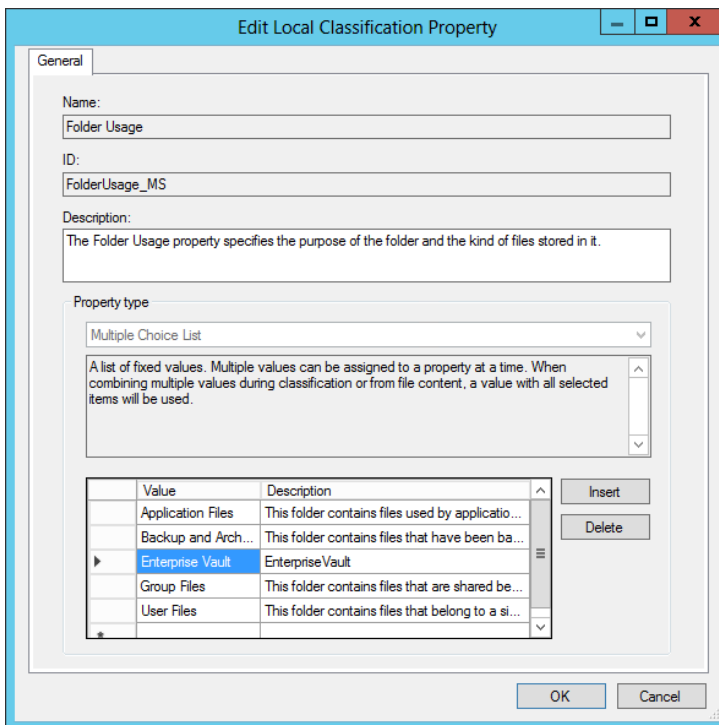 Edit Local Classification Property
General
Name:
Folder Usage
ID:
FolderUsage_MS
Description:
The Folder Usage property specifies the purpose of the folder and the kind of files stored in it.
Property type
Multiple Choice List
A list of fixed values. Multiple values can be assigned to a property at a time. When
combining multiple values during classification or from file content, a value with all selected
items will be used.
Value Description
Application Files This folder contains files used by applicatio...
Backup and Arch... This folder contains files that have been ba...
Enterprise Vault EnterpriseVault
Group Files This folder contains files that are shared be...
User Files This folder contains files that belong to a si...
*
Insert
Delete
OK Cancel